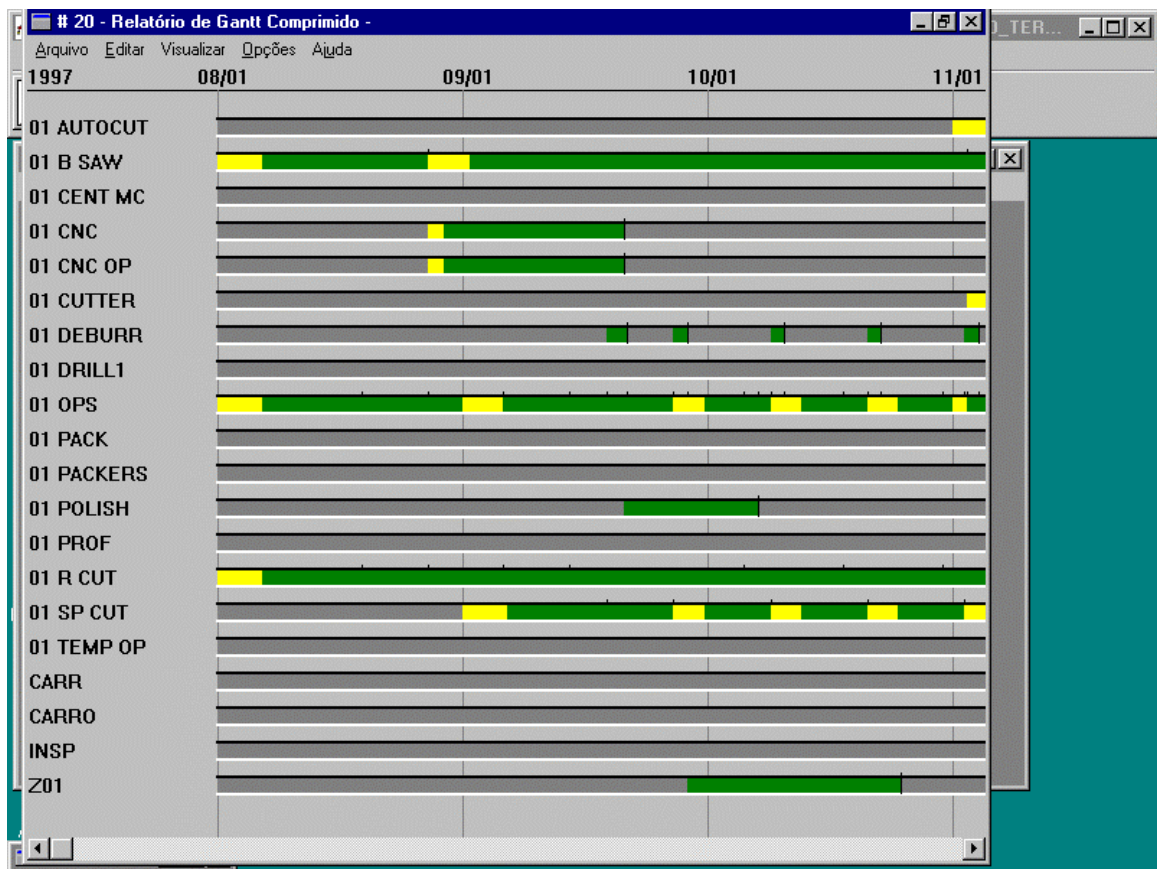 # 20 - Relatório de Gantt Comprimido -
Arquivo Editar Visualizar Opções Ajuda
1997 08/01 09/01 10/01 11/01
01 AUTOCUT
01 B SAW
01 CENT MC
01 CNC
01 CNC OP
01 CUTTER
01 DEBURR
01 DRILL1
01 OPS
01 PACK
01 PACKERS
01 POLISH
01 PROF
01 R CUT
01 SP CUT
01 TEMP OP
CARR
CARRO
INSP
Z01